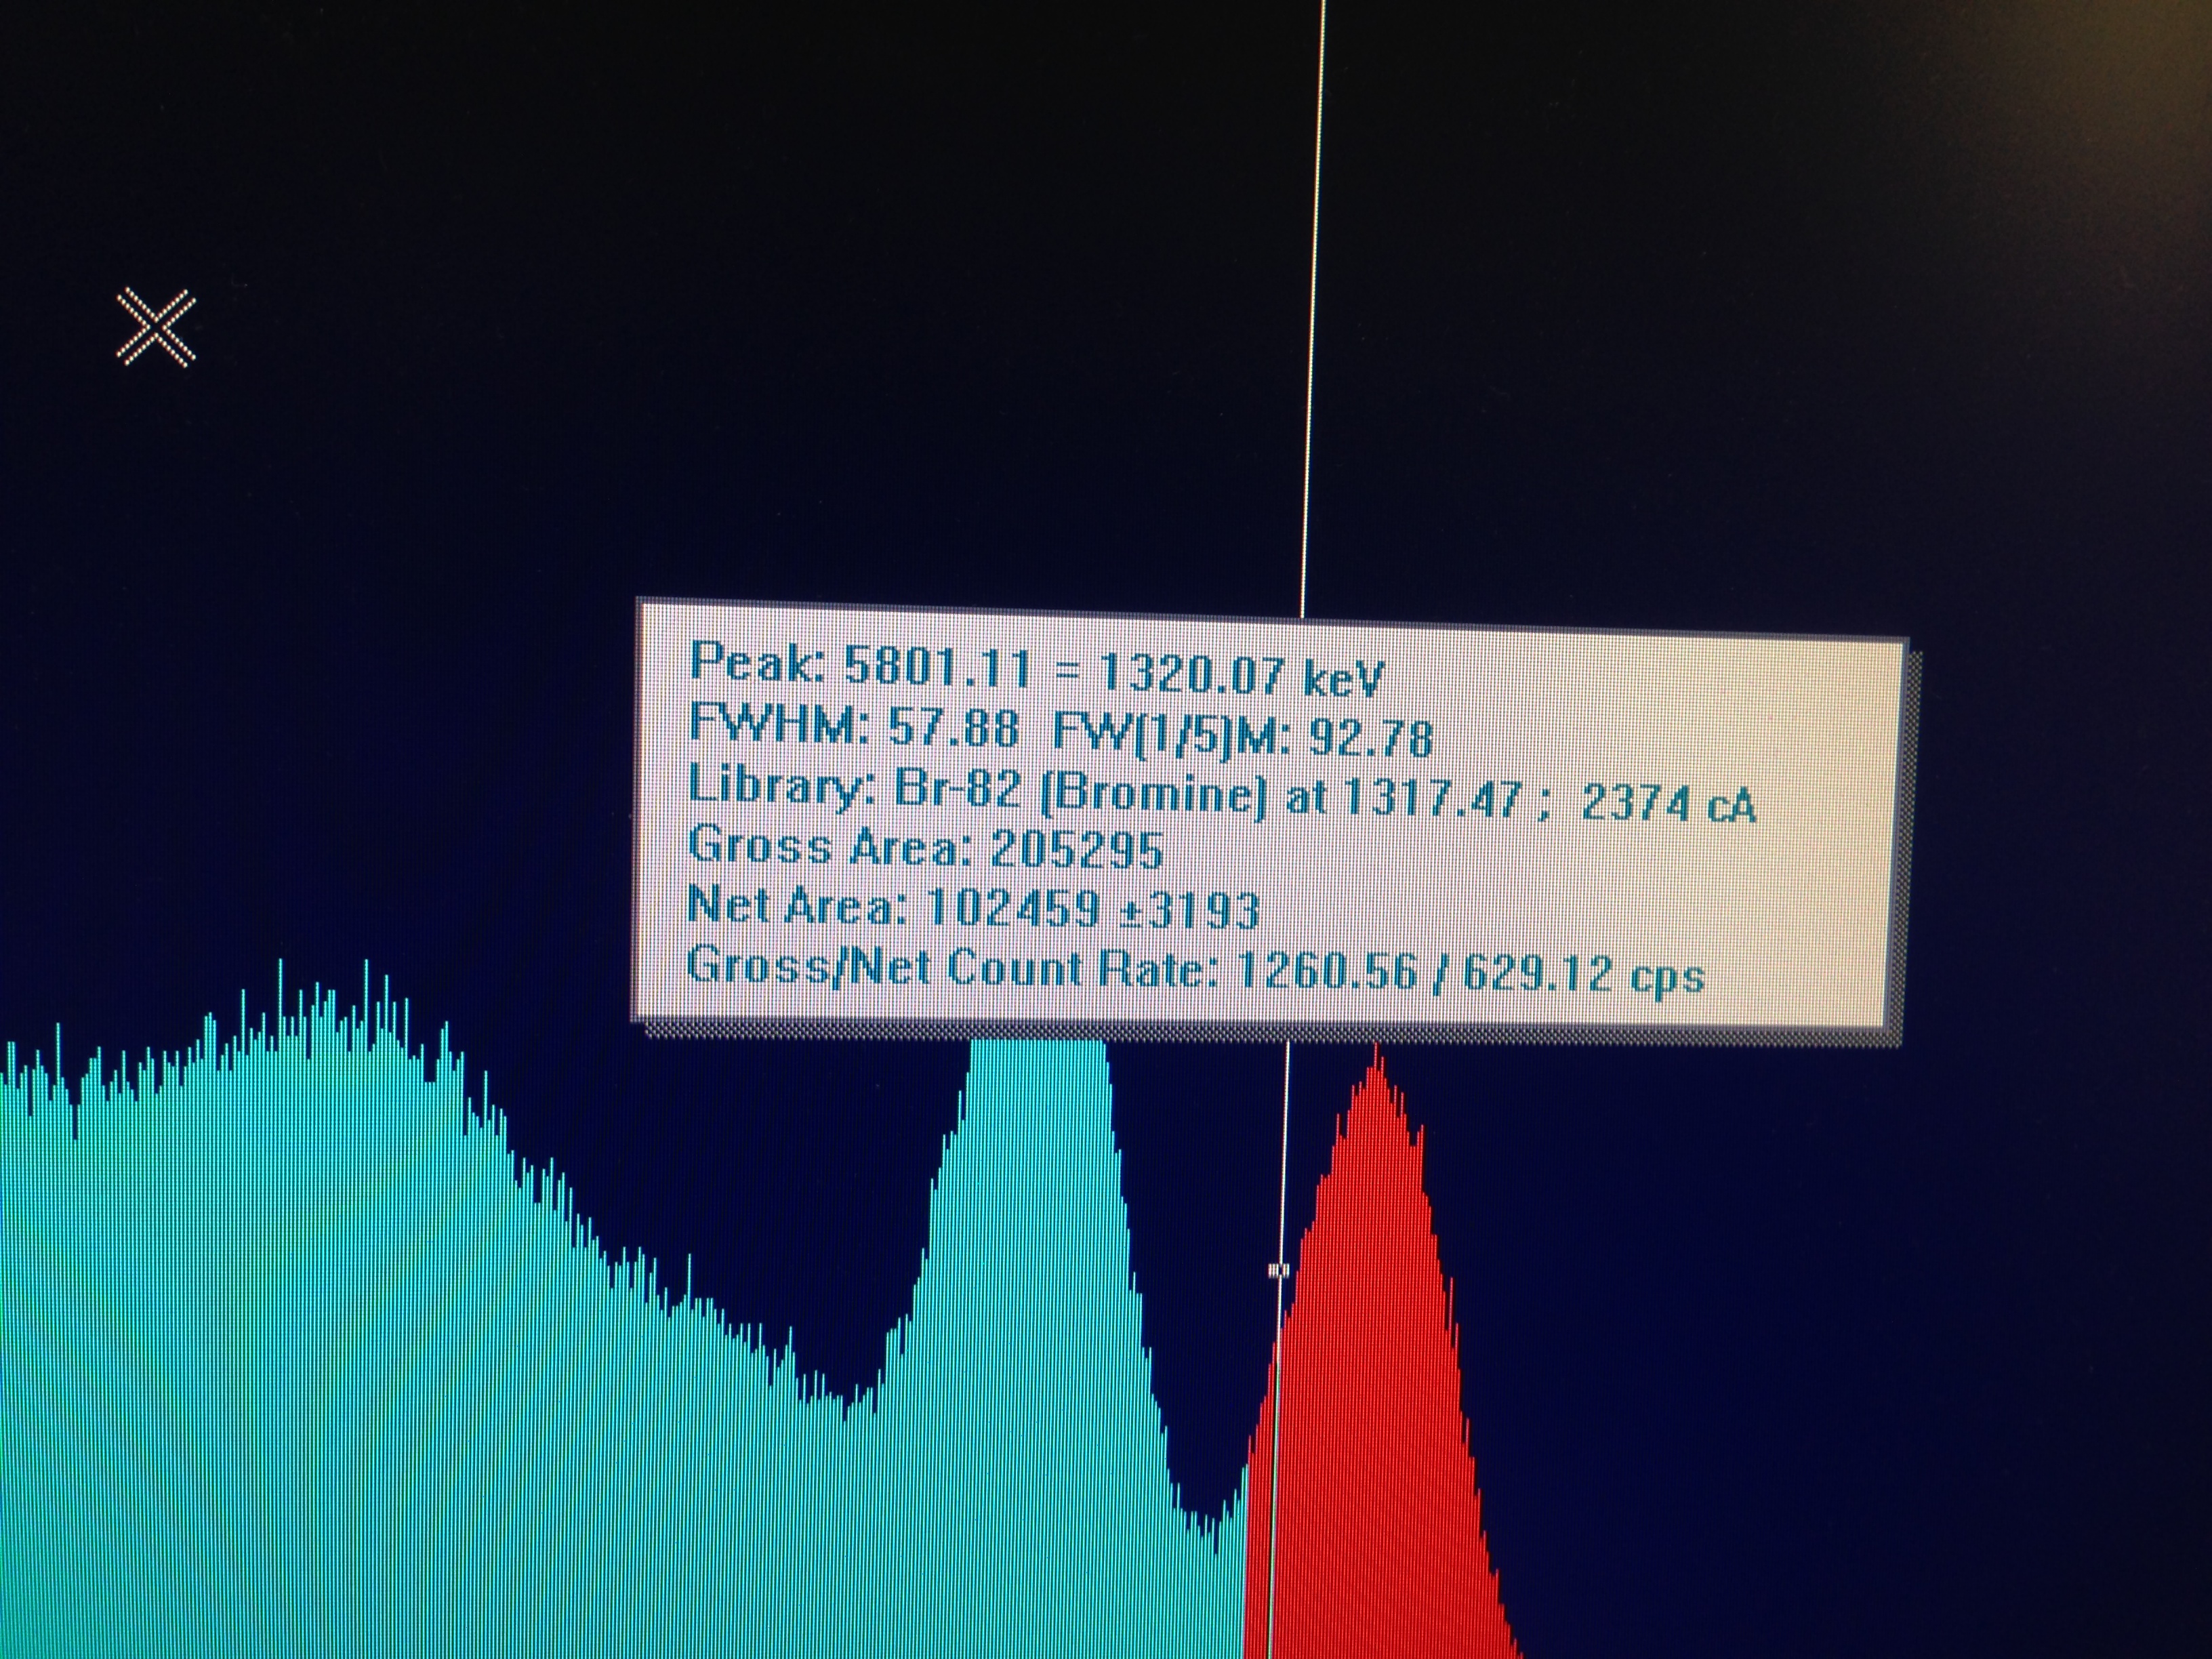 Peak: 5801.11 = 1320.07 keV
FWHM: 57.88 FW(1/5)M: 92.78
Library: Br-82 (Bromine) at 1317.47 ; 2374 cA
Gross Area: 205295
Net Area: 102459 ±3193
Gross/Net Count Rate: 1260.56 / 629.12 cps